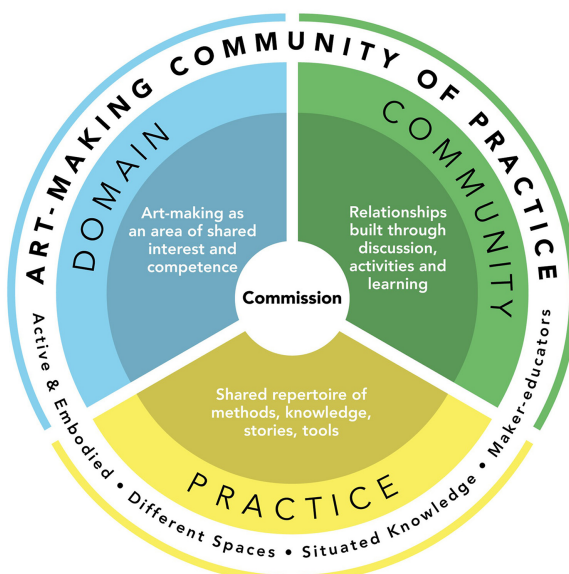 ART-MAKING COMMUNITY OF PRACTICE
DOMAIN
Art-making as
an area of shared
interest and
competence
COMMUNITY
Relationships
built through
discussion,
activities and
learning
Commission
Shared repertoire of
methods, knowledge,
stories, tools
PRACTICE
Active & Embodied • Different Spaces • Situated Knowledge • Maker-educators